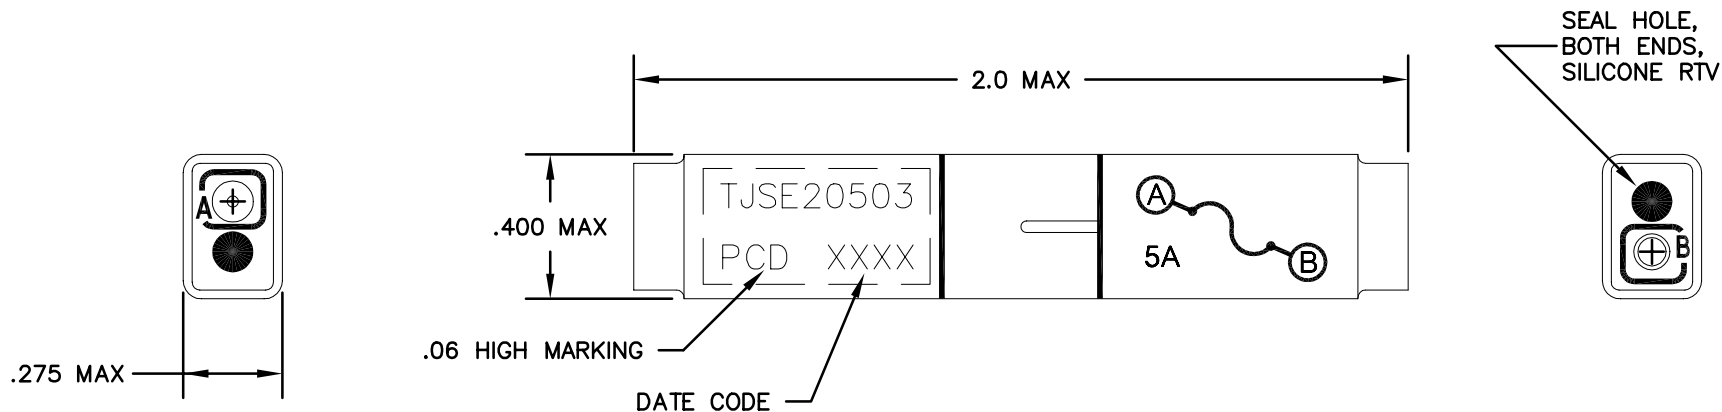 SEAL HOLE,
BOTH ENDS,
SILICONE RTV
2.0 MAX
A
TJSE20503
A
.400 MAX
B
PCD XXXX
5A
B
.06 HIGH MARKING
.275 MAX
DATE CODE